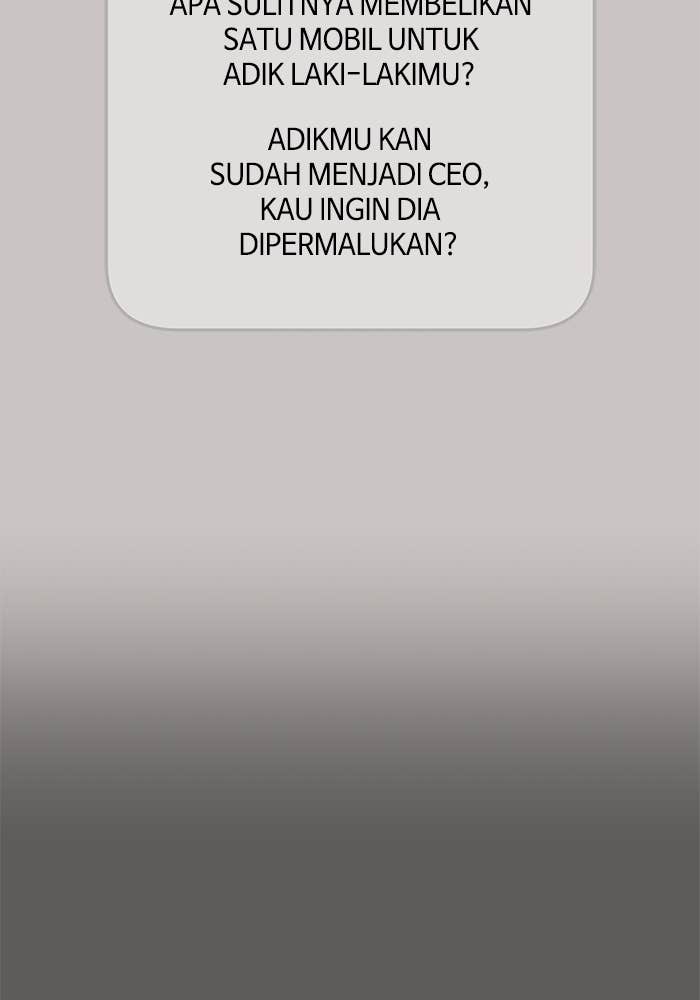 APA SULITNYA MEMBELIKAN
SATU MOBIL UNTUK
ADIK LAKI-LAKIMU?
ADIKMU KAN
SUDAH MENJADI CEO,
KAU INGIN DIA
DIPERMALUKAN?